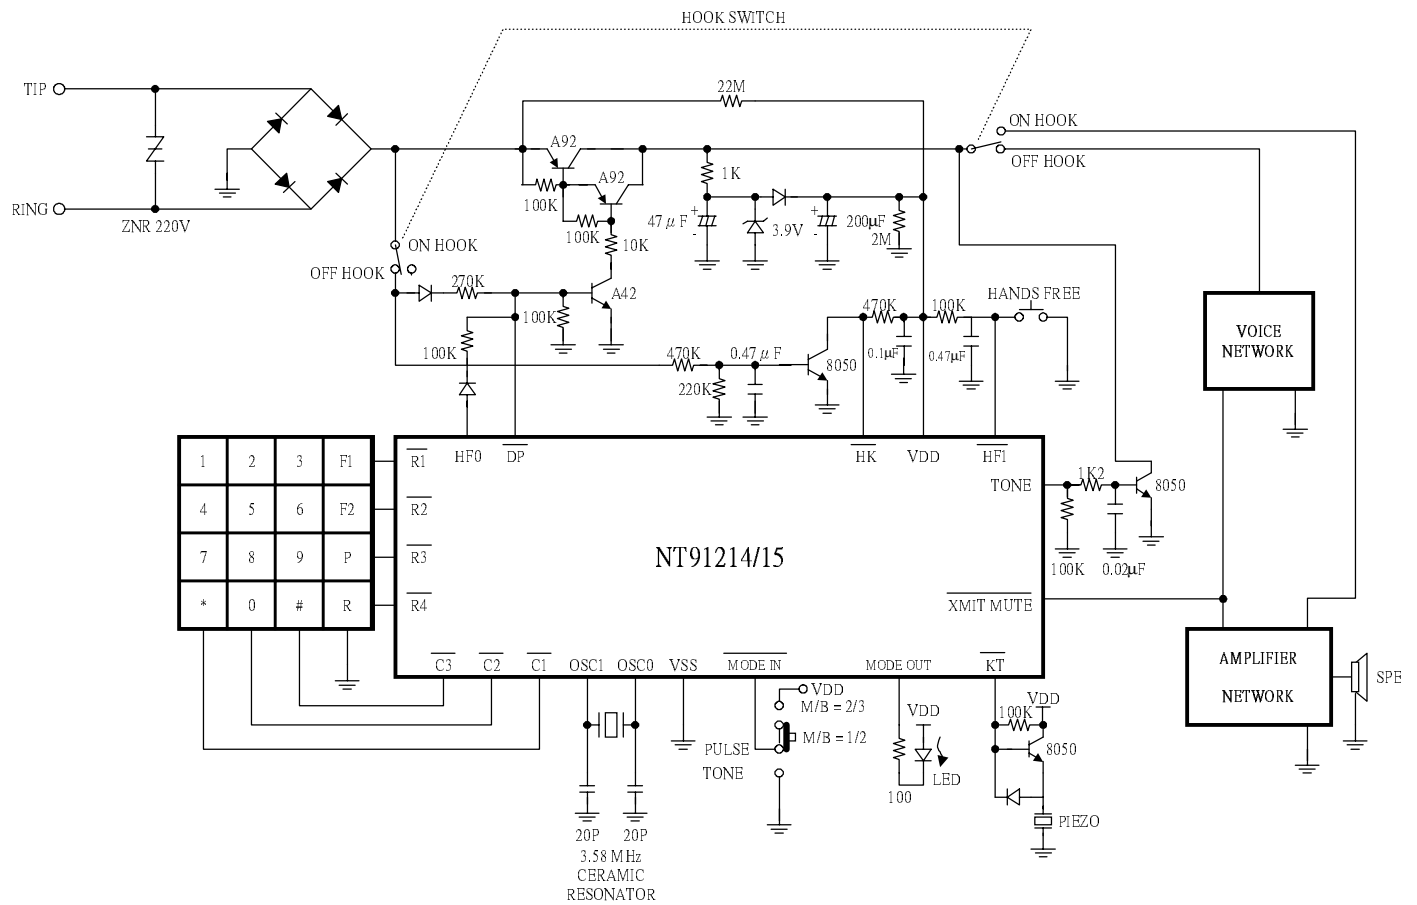 HOOK SWITCH
TIP
22M
ON HOOK
A92
OFF HOOK
1K
A92
100K
RING
ZNR 220V
47 μ F
+
-
3.9V
+
-
200μF
2M
100K
10K
ON HOOK
OFF HOOK
270K
A42
100K
HANDS FREE
470K
100K
VOICE
NETWORK
100K
470K
0.47 μ F
8050
0.1μF
0.47μF
220K
1
2
3
F1
4
5
6
F2
7
8
9
P
*
0
#
R
R1
R2
R3
R4
HF0
DP
HK
VDD
HF1
TONE
1K2
8050
100K
0.02μF
NT91214/15
XMIT MUTE
C3
C2
C1
OSC1
OSC0
VSS
MODE IN
MODE OUT
KT
AMPLIFIER
NETWORK
SPE
VDD
M/B = 2/3
M/B = 1/2
PULSE
TONE
VDD
LED
100
100K
VDD
8050
PIEZO
20P
20P
3.58 MHz
CERAMIC
RESONATOR